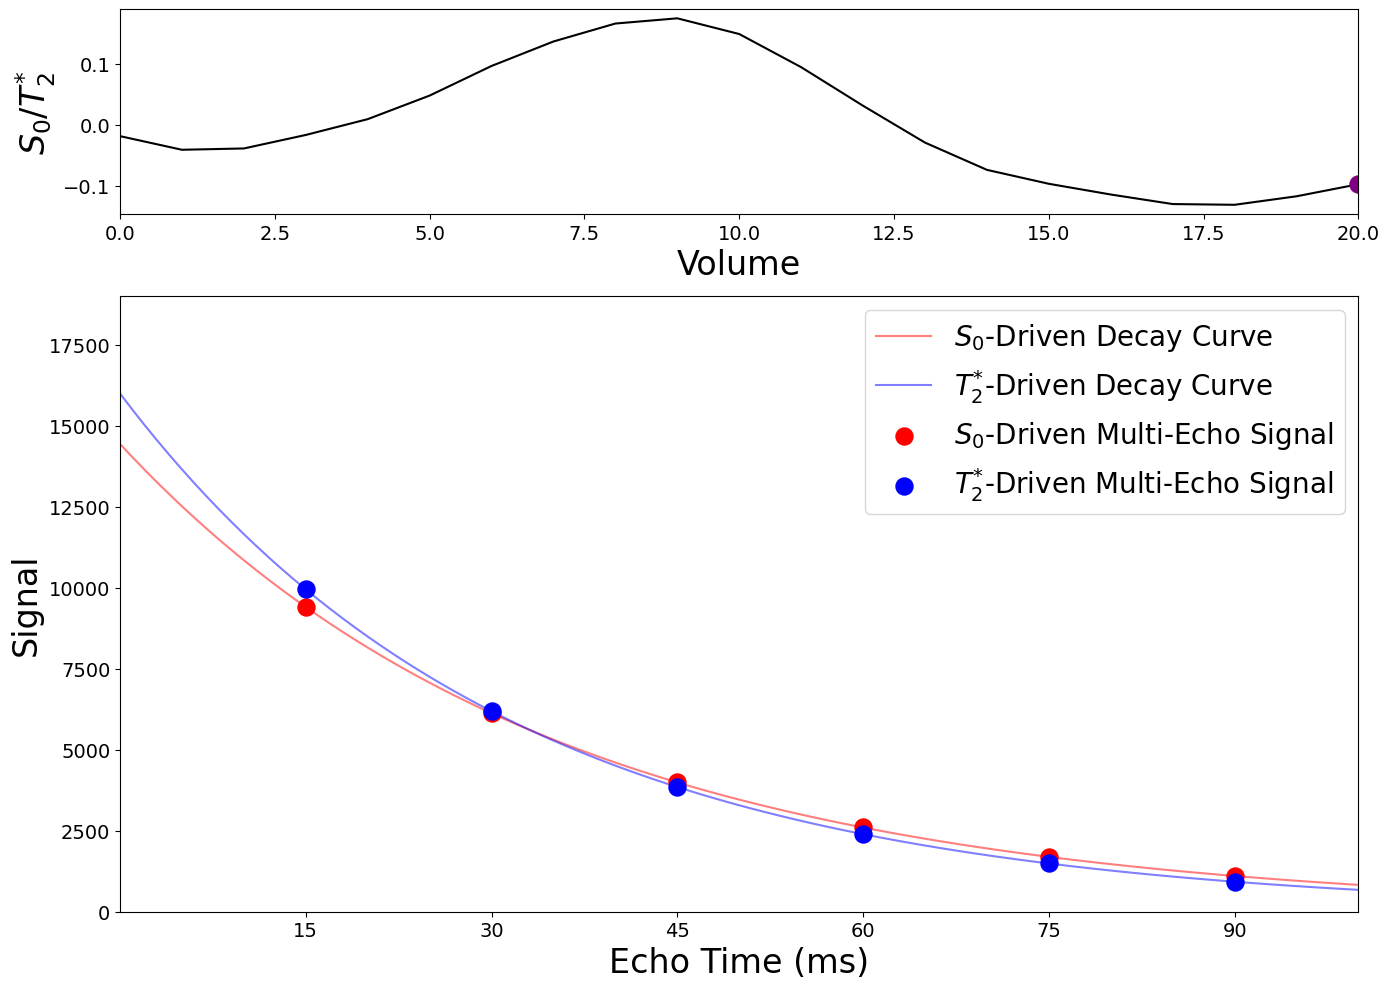 S₀/T₂*
0.1
0.0
−0.1
0.0 2.5 5.0 7.5 10.0 12.5 15.0 17.5 20.0
Volume
S₀-Driven Decay Curve
T₂*-Driven Decay Curve
S₀-Driven Multi-Echo Signal
T₂*-Driven Multi-Echo Signal
Signal
17500
15000
12500
10000
7500
5000
2500
0
15 30 45 60 75 90
Echo Time (ms)